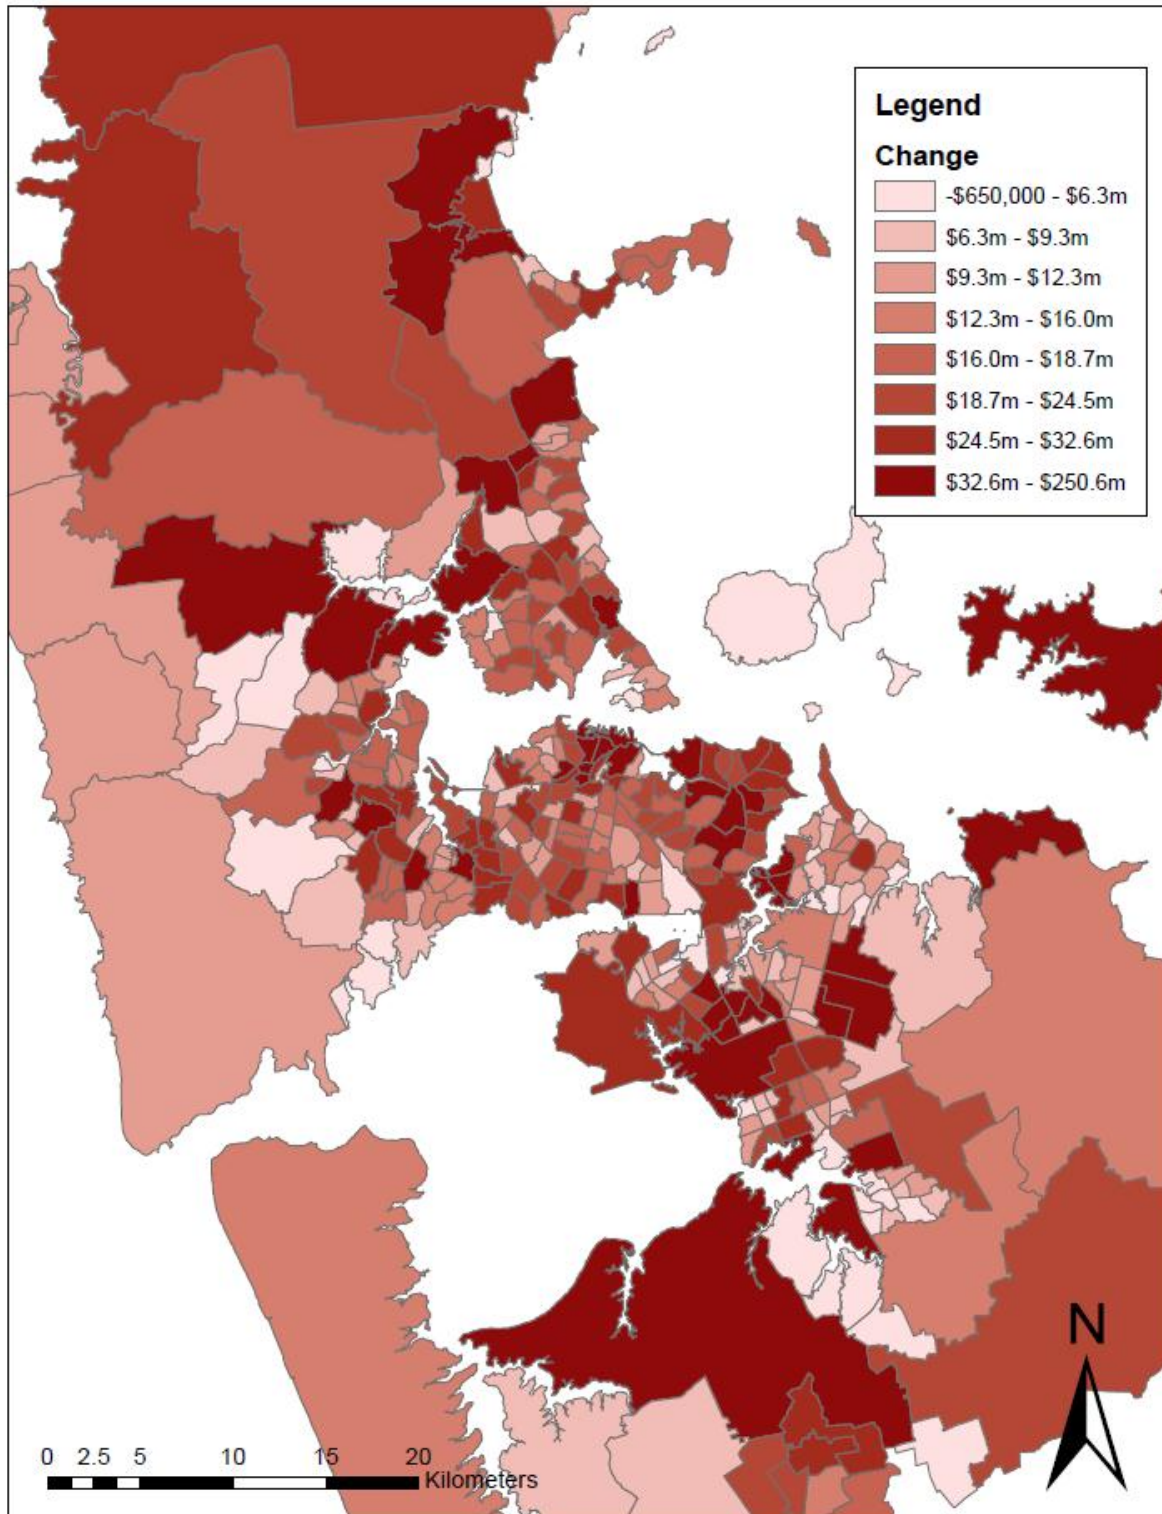 Legend
Change
-$650,000 - $6.3m
$6.3m - $9.3m
$9.3m - $12.3m
$12.3m - $16.0m
$16.0m - $18.7m
$18.7m - $24.5m
$24.5m - $32.6m
$32.6m - $250.6m
N
0 2.5 5 10 15 20
Kilometers